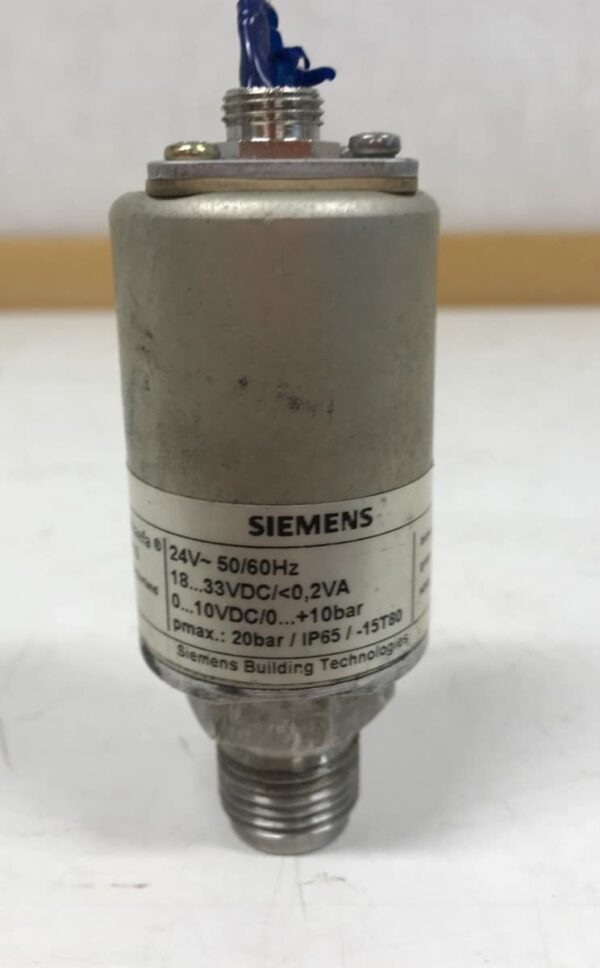 SIEMENS
24V~ 50/60Hz
18...33VDC/<0,2VA
0...10VDC/0...+10bar
pmax.: 20bar / IP65 / -15T80
Siemens Building Technologies